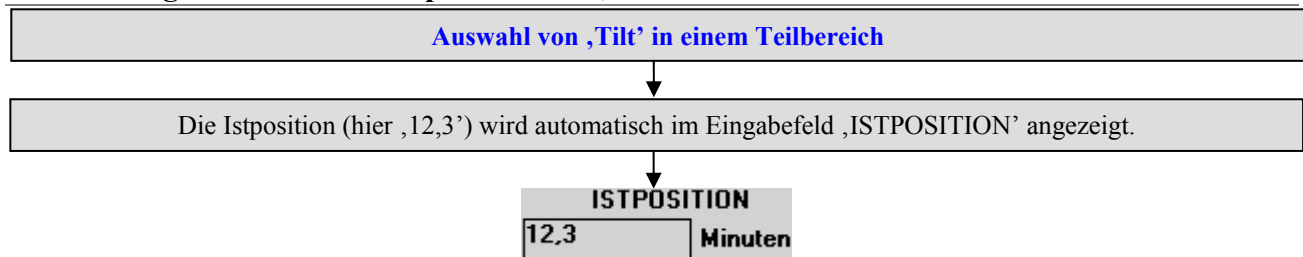 Auswahl von ‚Tilt’ in einem Teilbereich
Die Istposition (hier ‚12,3’) wird automatisch im Eingabefeld ‚ISTPOSITION’ angezeigt.
ISTPOSITION
12,3 Minuten